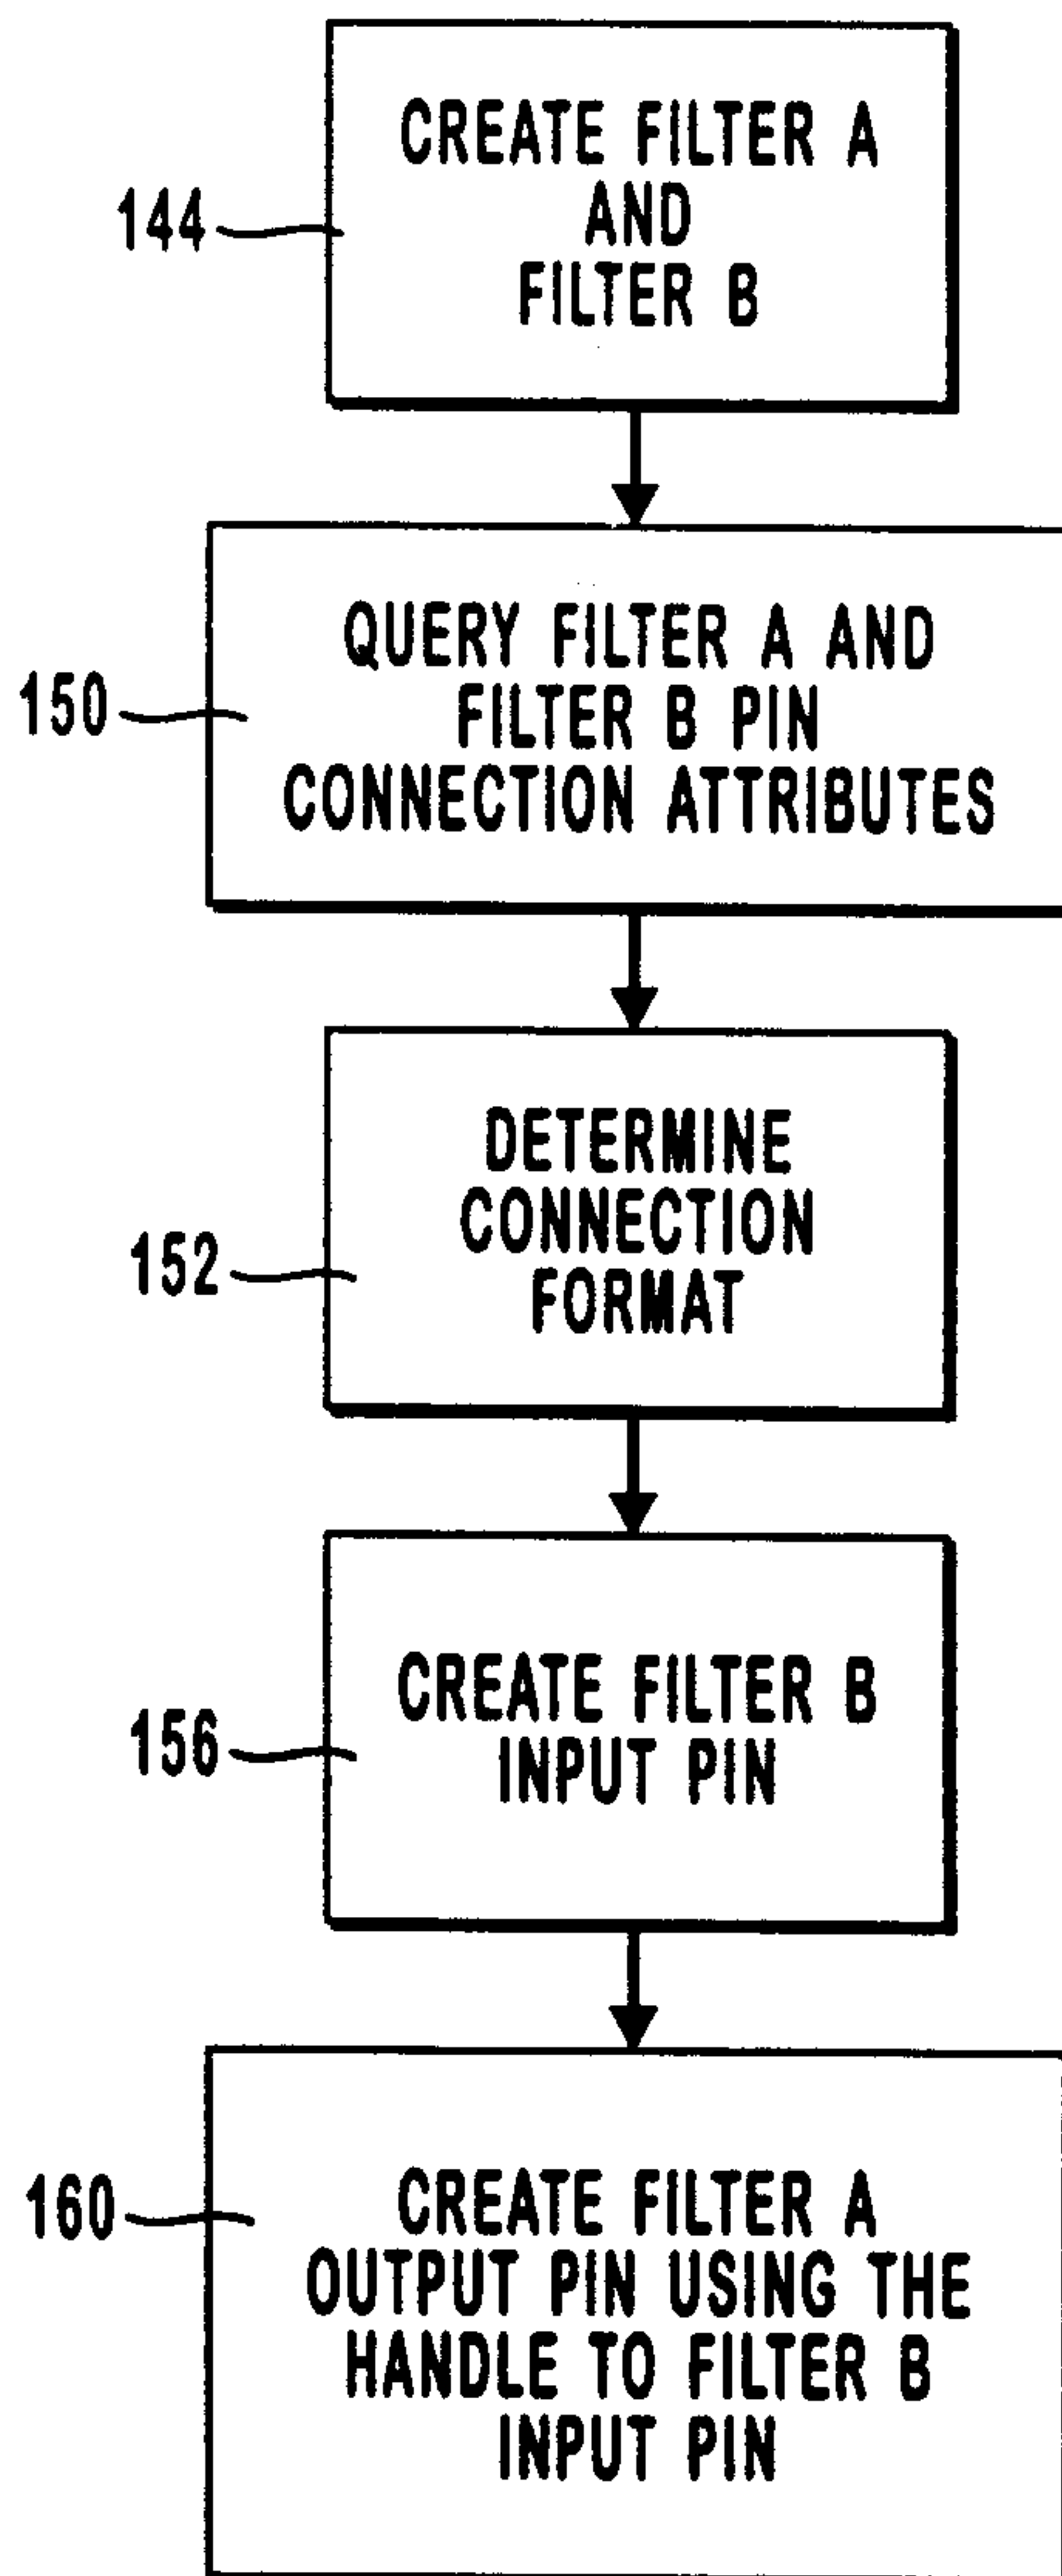 CREATE FILTER A
AND
FILTER B
144
QUERY FILTER A AND
FILTER B PIN
CONNECTION ATTRIBUTES
150
DETERMINE
CONNECTION
FORMAT
152
CREATE FILTER B
INPUT PIN
156
CREATE FILTER A
OUTPUT PIN USING THE
HANDLE TO FILTER B
INPUT PIN
160